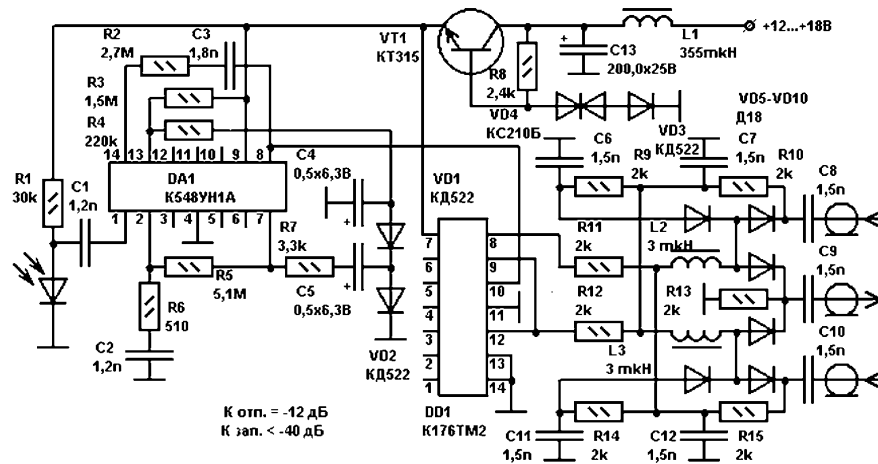 R2
2,7M
C3
1,8n
R3
1,5M
R4
220k
14 13 12 11 10 9 8
DA1
К548УН1А
1 2 3 4 5 6 7
R1
30k
C1
1,2n
R5
5,1M
R6
510
C2
1,2n
R7
3,3k
C4
0,5x6,3В
+
C5
0,5x6,3В
+
VD2
КД522
VD1
КД522
7 8
6
5 10
4 11
3 12
2 13
1 14
DD1
К176ТМ2
VT1
КТ315
R8
2,4k
+
C13
200,0x25В
L1
355mkH
+12...+18В
VD4
КС210Б
VD3
КД522
VD5-VD10
Д18
C6
1,5n
R9
2k
C7
1,5n
R10
2k
C8
1,5n
R11
2k
L2
3 mkH
C9
1,5n
R12
2k
R13
2k
C10
1,5n
L3
3 mkH
C11
1,5n
R14
2k
C12
1,5n
R15
2k
К отп. = -12 дБ
К зап. < -40 дБ